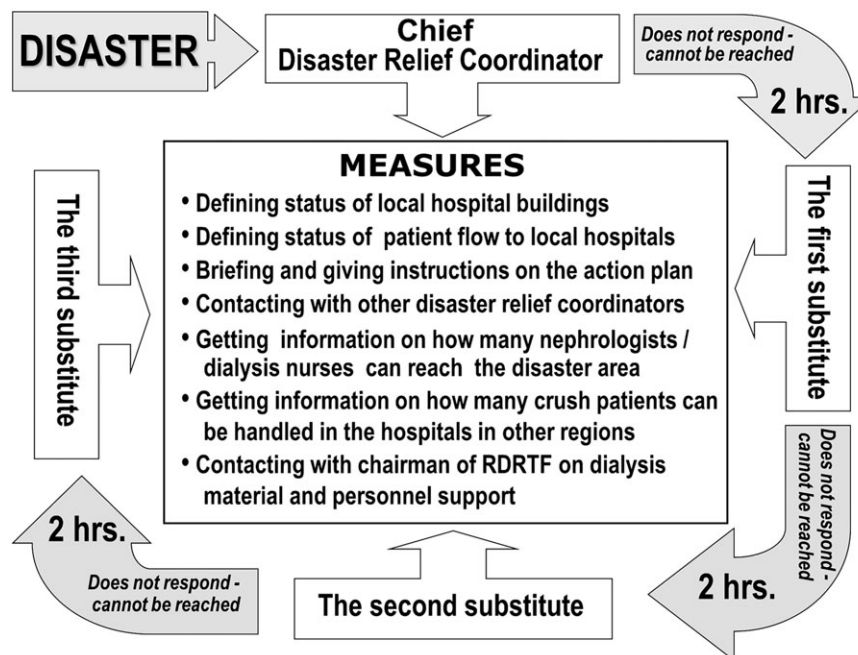 DISASTER
Chief
Disaster Relief Coordinator
Does not respond -
cannot be reached
2 hrs.
MEASURES
• Defining status of local hospital buildings
• Defining status of patient flow to local hospitals
• Briefing and giving instructions on the action plan
• Contacting with other disaster relief coordinators
• Getting information on how many nephrologists /
dialysis nurses can reach the disaster area
• Getting information on how many crush patients can
be handled in the hospitals in other regions
• Contacting with chairman of RDRTF on dialysis
material and personnel support
The first substitute
Does not respond -
cannot be reached
2 hrs.
The second substitute
Does not respond -
cannot be reached
2 hrs.
The third substitute